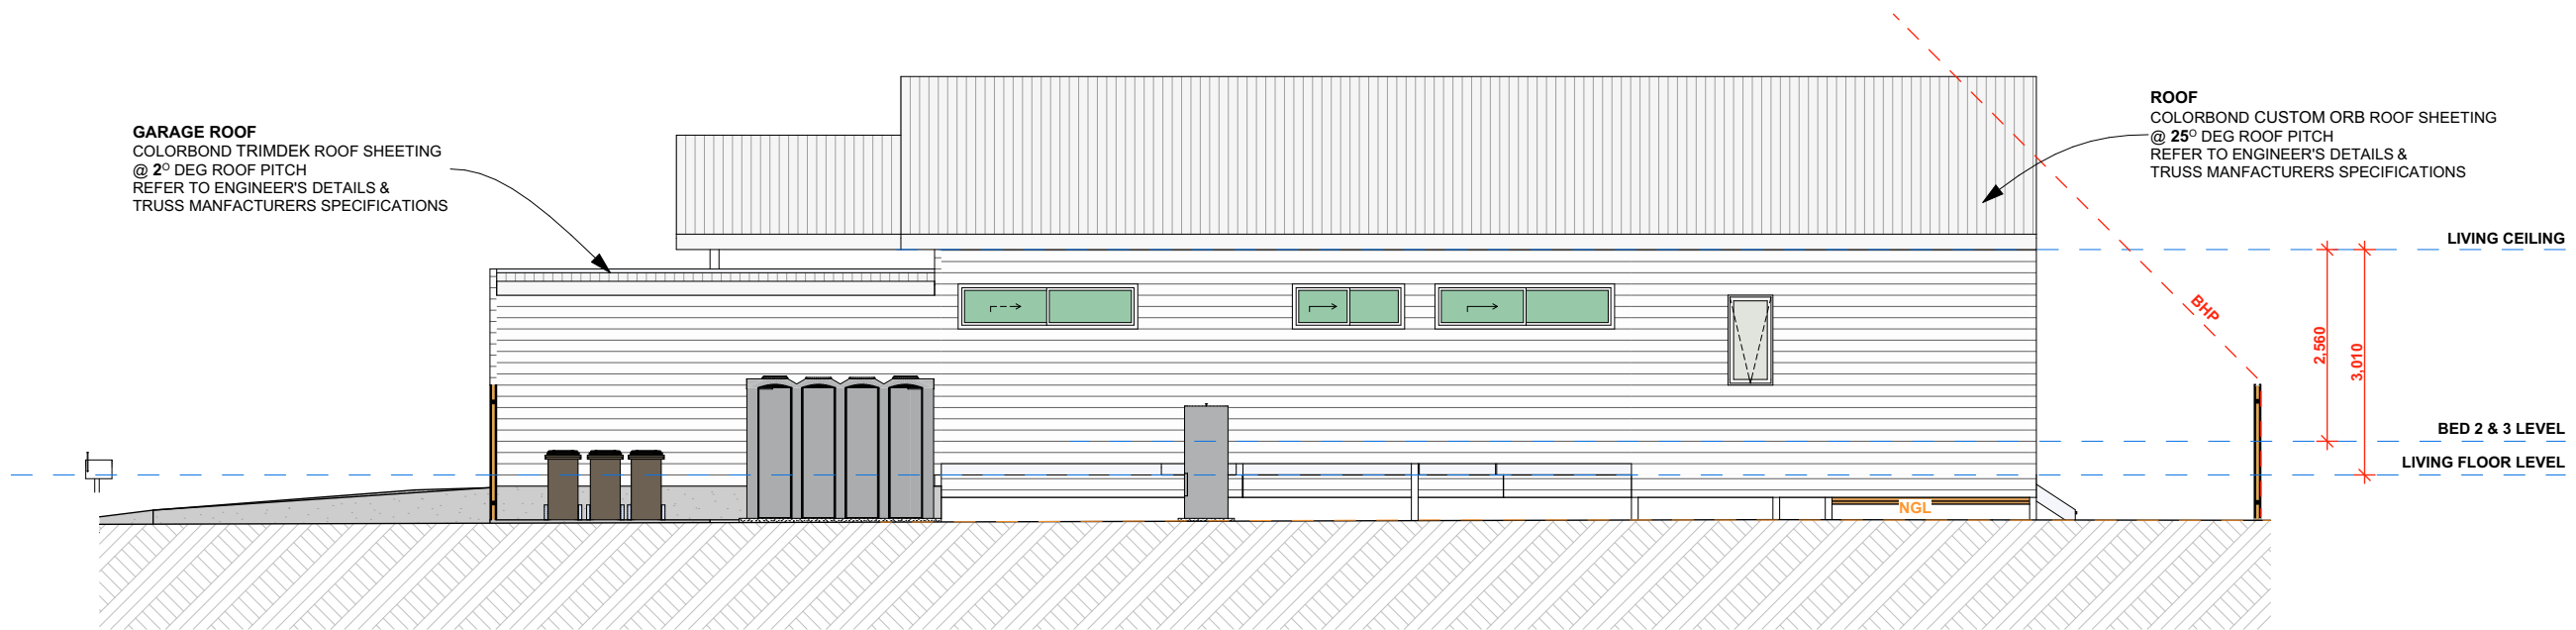 GARAGE ROOF
COLORBOND TRIMDEK ROOF SHEETING
@ 2° DEG ROOF PITCH
REFER TO ENGINEER'S DETAILS &
TRUSS MANFACTURERS SPECIFICATIONS
ROOF
COLORBOND CUSTOM ORB ROOF SHEETING
@ 25° DEG ROOF PITCH
REFER TO ENGINEER'S DETAILS &
TRUSS MANFACTURERS SPECIFICATIONS
LIVING CEILING
BHP
2,560
3,010
BED 2 & 3 LEVEL
LIVING FLOOR LEVEL
NGL